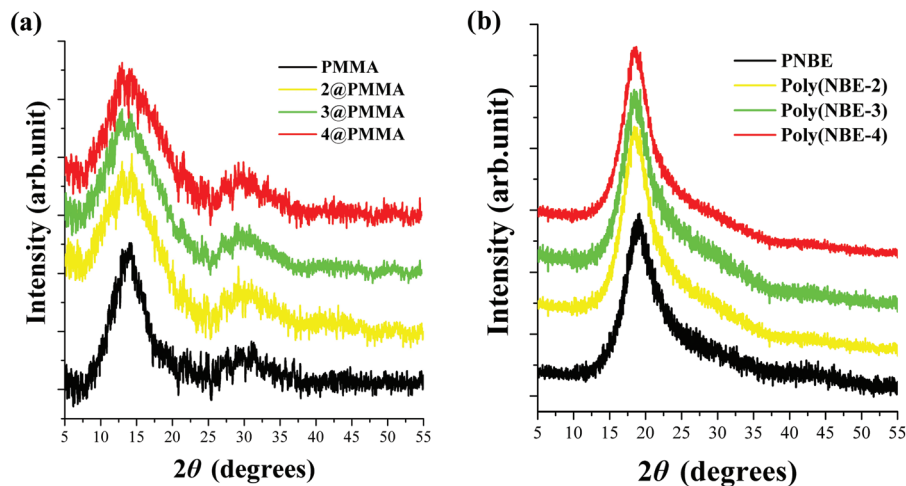 (a)
PMMA
2@PMMA
3@PMMA
4@PMMA
Intensity (arb.unit)
5 10 15 20 25 30 35 40 45 50 55
2θ (degrees)
(b)
PNBE
Poly(NBE-2)
Poly(NBE-3)
Poly(NBE-4)
Intensity (arb.unit)
5 10 15 20 25 30 35 40 45 50 55
2θ (degrees)